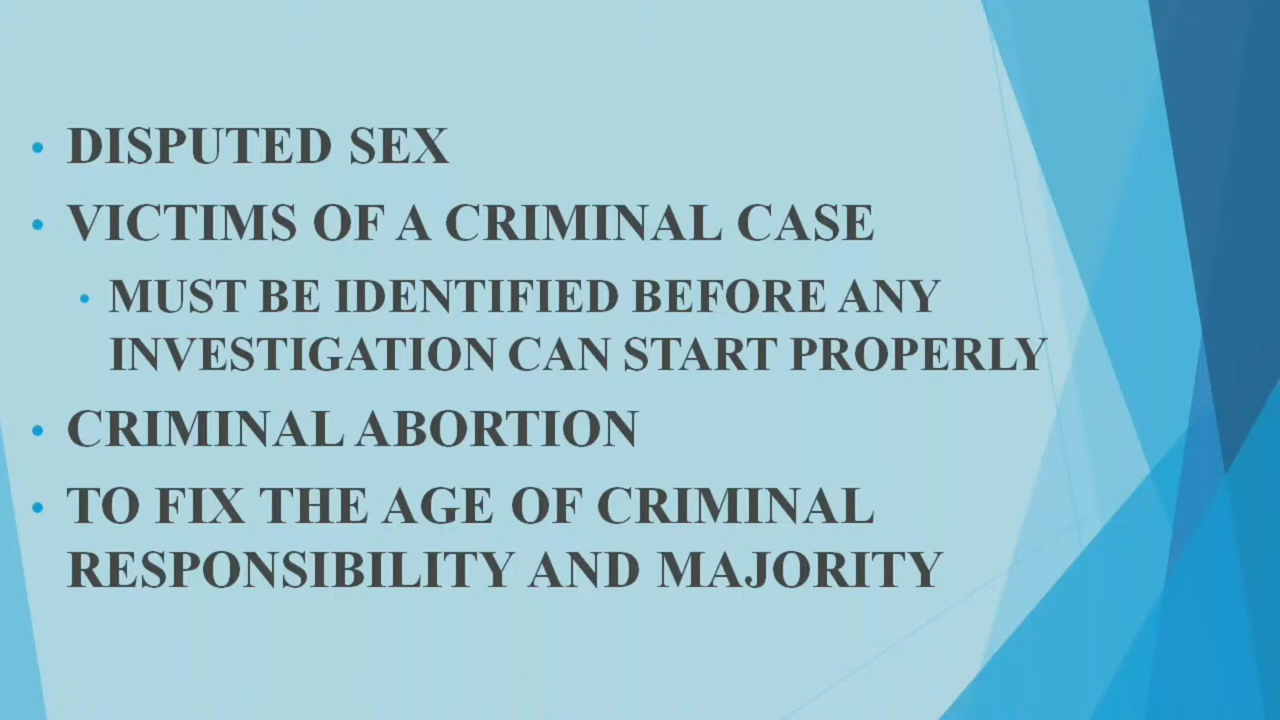 • DISPUTED SEX
• VICTIMS OF A CRIMINAL CASE
• MUST BE IDENTIFIED BEFORE ANY
INVESTIGATION CAN START PROPERLY
• CRIMINAL ABORTION
• TO FIX THE AGE OF CRIMINAL
RESPONSIBILITY AND MAJORITY